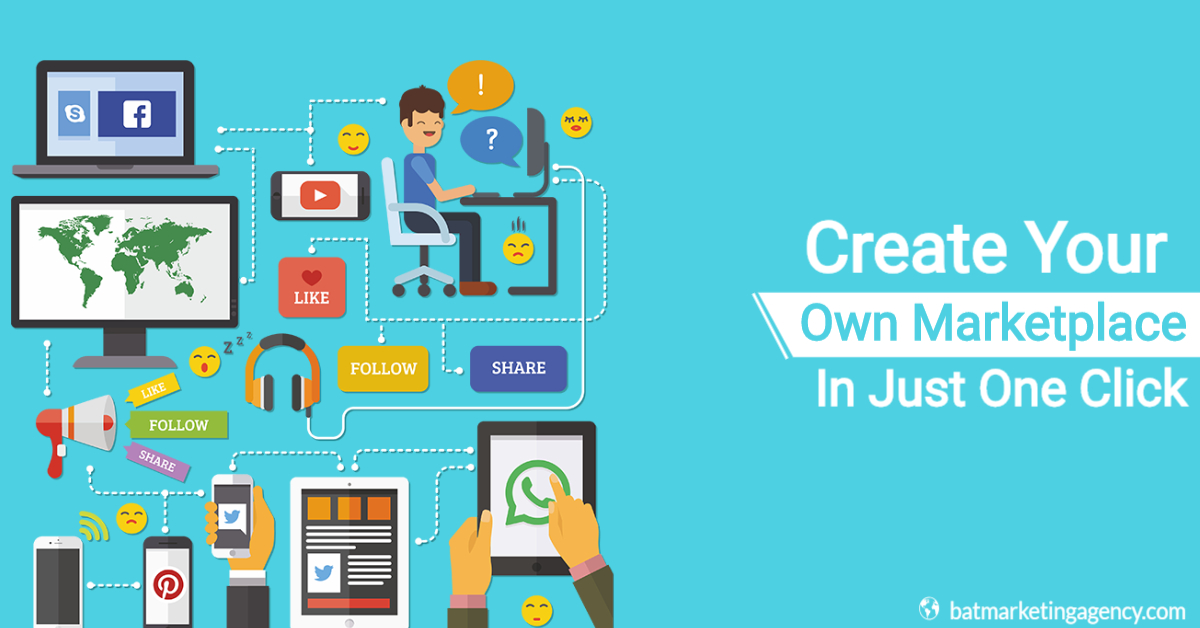 !
?
LIKE
FOLLOW
SHARE
z z z
LIKE
FOLLOW
SHARE
Create Your
Own Marketplace
In Just One Click
batmarketingagency.com